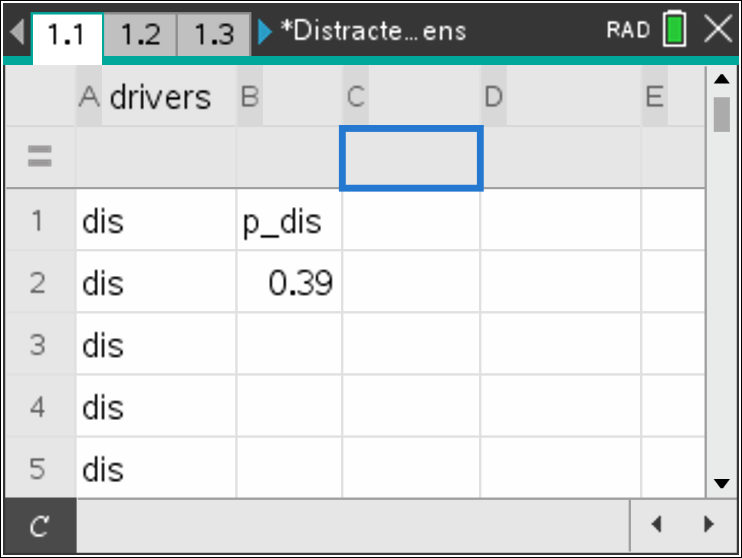 1.1 1.2 1.3 *Distracte…ens RAD
A drivers B C D E
=
1 dis p_dis
2 dis 0.39
3 dis
4 dis
5 dis
C